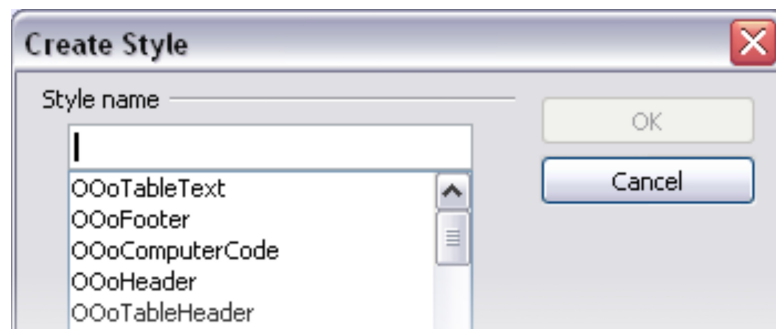 Create Style
Style name
OK
Cancel
OOoTableText
OOoFooter
OOoComputerCode
OOoHeader
OOoTableHeader